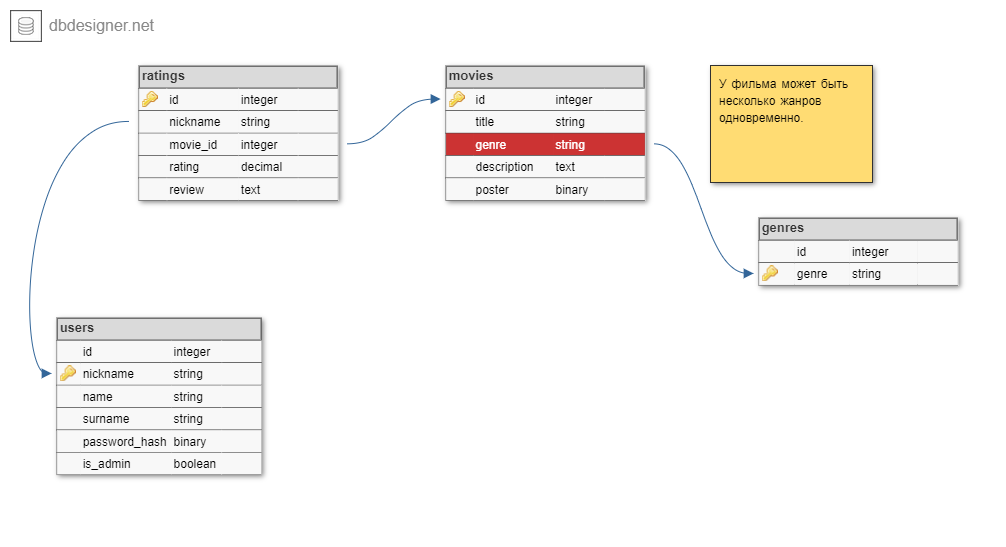 dbdesigner.net
ratings
id integer
nickname string
movie_id integer
rating decimal
review text
movies
id integer
title string
genre string
description text
poster binary
У фильма может быть
несколько жанров
одновременно.
genres
id integer
genre string
users
id integer
nickname string
name string
surname string
password_hash binary
is_admin boolean